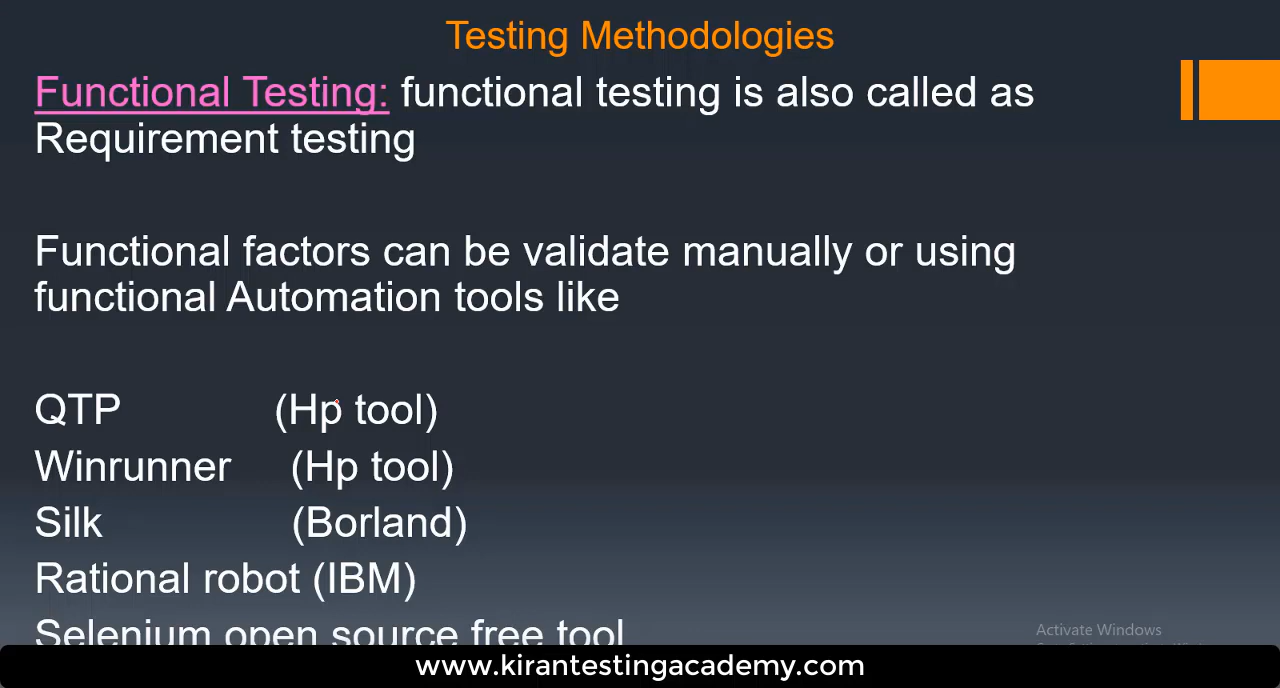 Testing Methodologies
Functional Testing: functional testing is also called as
Requirement testing
Functional factors can be validate manually or using
functional Automation tools like
QTP (Hp tool)
Winrunner (Hp tool)
Silk (Borland)
Rational robot (IBM)
Selenium open source free tool
Activate Windows
www.kirantestingacademy.com